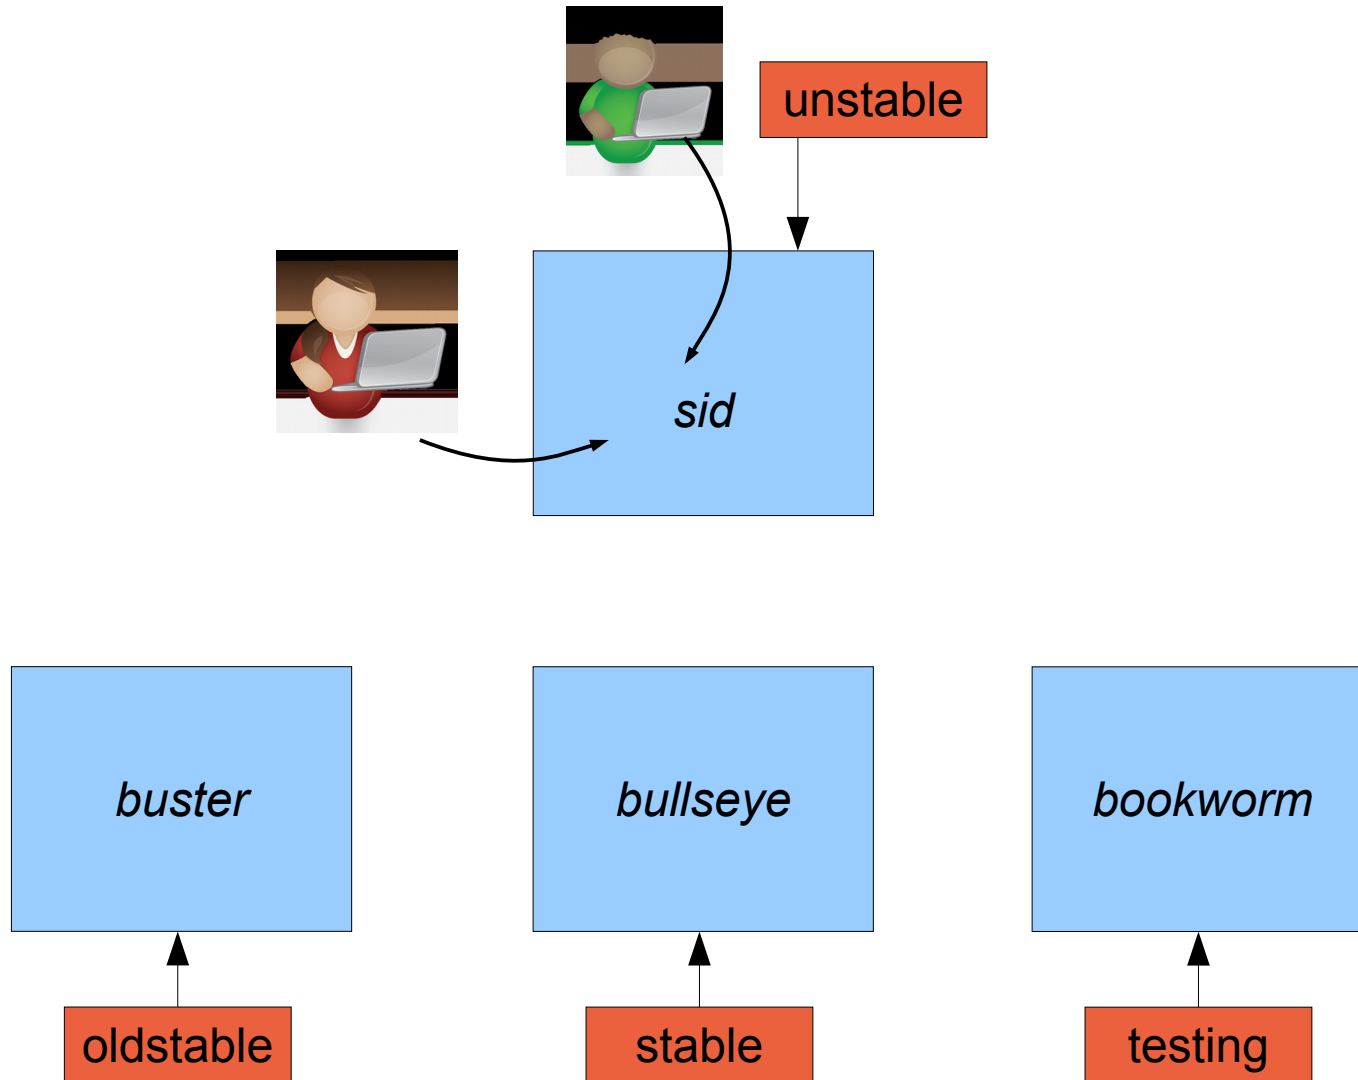 unstable
sid
buster
bullseye
bookworm
oldstable
stable
testing